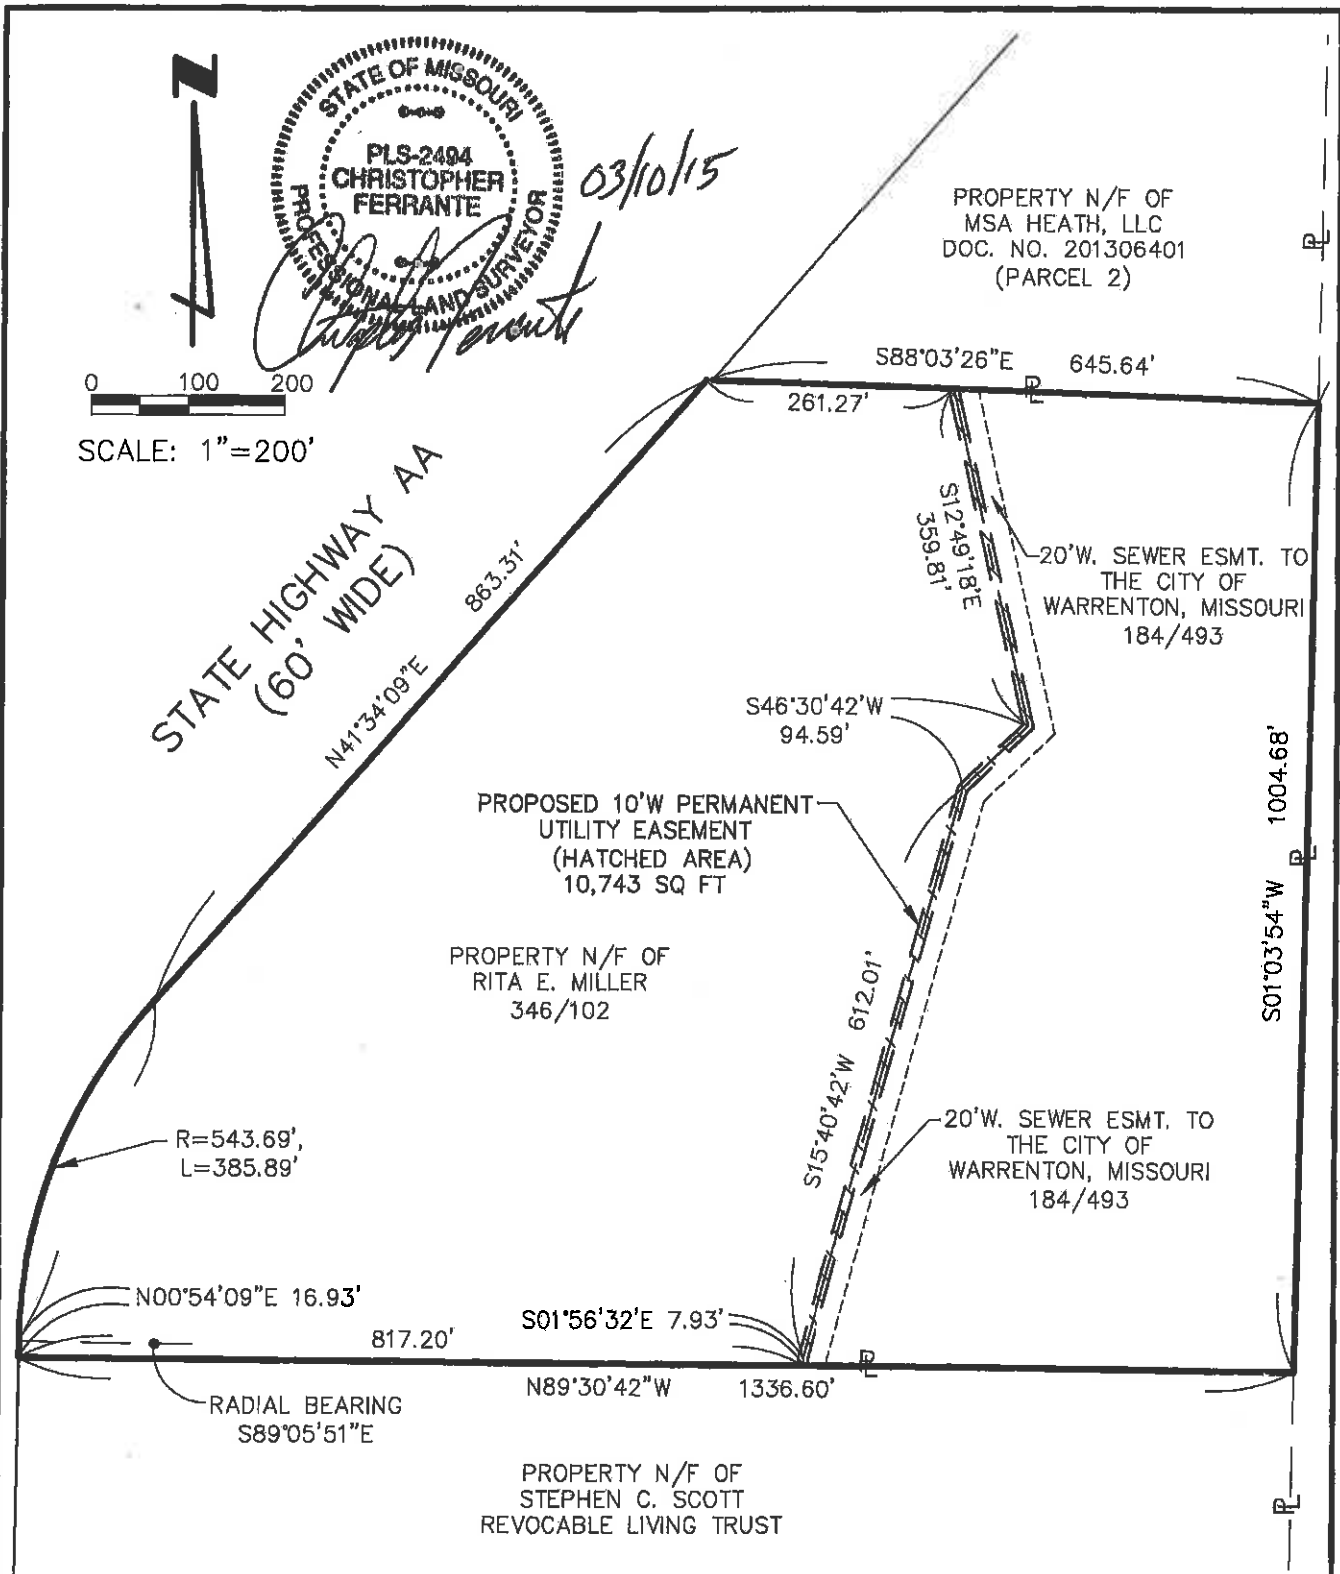 N
STATE OF MISSOURI
PLS-2494
CHRISTOPHER
FERRANTE
PROFESSIONAL LAND SURVEYOR
03/10/15
PROPERTY N/F OF
MSA HEATH, LLC
DOC. NO. 201306401
(PARCEL 2)
PL
0 100 200
SCALE: 1"=200'
S88°03'26"E 645.64'
PL
261.27'
STATE HIGHWAY AA
(60' WIDE)
863.31'
N41°34'09"E
S12°49'18'E
359.81'
20'W. SEWER ESMT. TO
THE CITY OF
WARRENTON, MISSOURI
184/493
S46°30'42'W
94.59'
PROPOSED 10'W PERMANENT
UTILITY EASEMENT
(HATCHED AREA)
10,743 SQ FT
S01°03'54"W 1004.68'
PL
PROPERTY N/F OF
RITA E. MILLER
346/102
S15°40'42'W 612.01'
R=543.69',
L=385.89'
20'W. SEWER ESMT. TO
THE CITY OF
WARRENTON, MISSOURI
184/493
N00°54'09"E 16.93'
S01°56'32'E 7.93'
817.20'
PL
N89°30'42"W 1336.60'
RADIAL BEARING
S89°05'51"E
PROPERTY N/F OF
STEPHEN C. SCOTT
REVOCABLE LIVING TRUST
PL